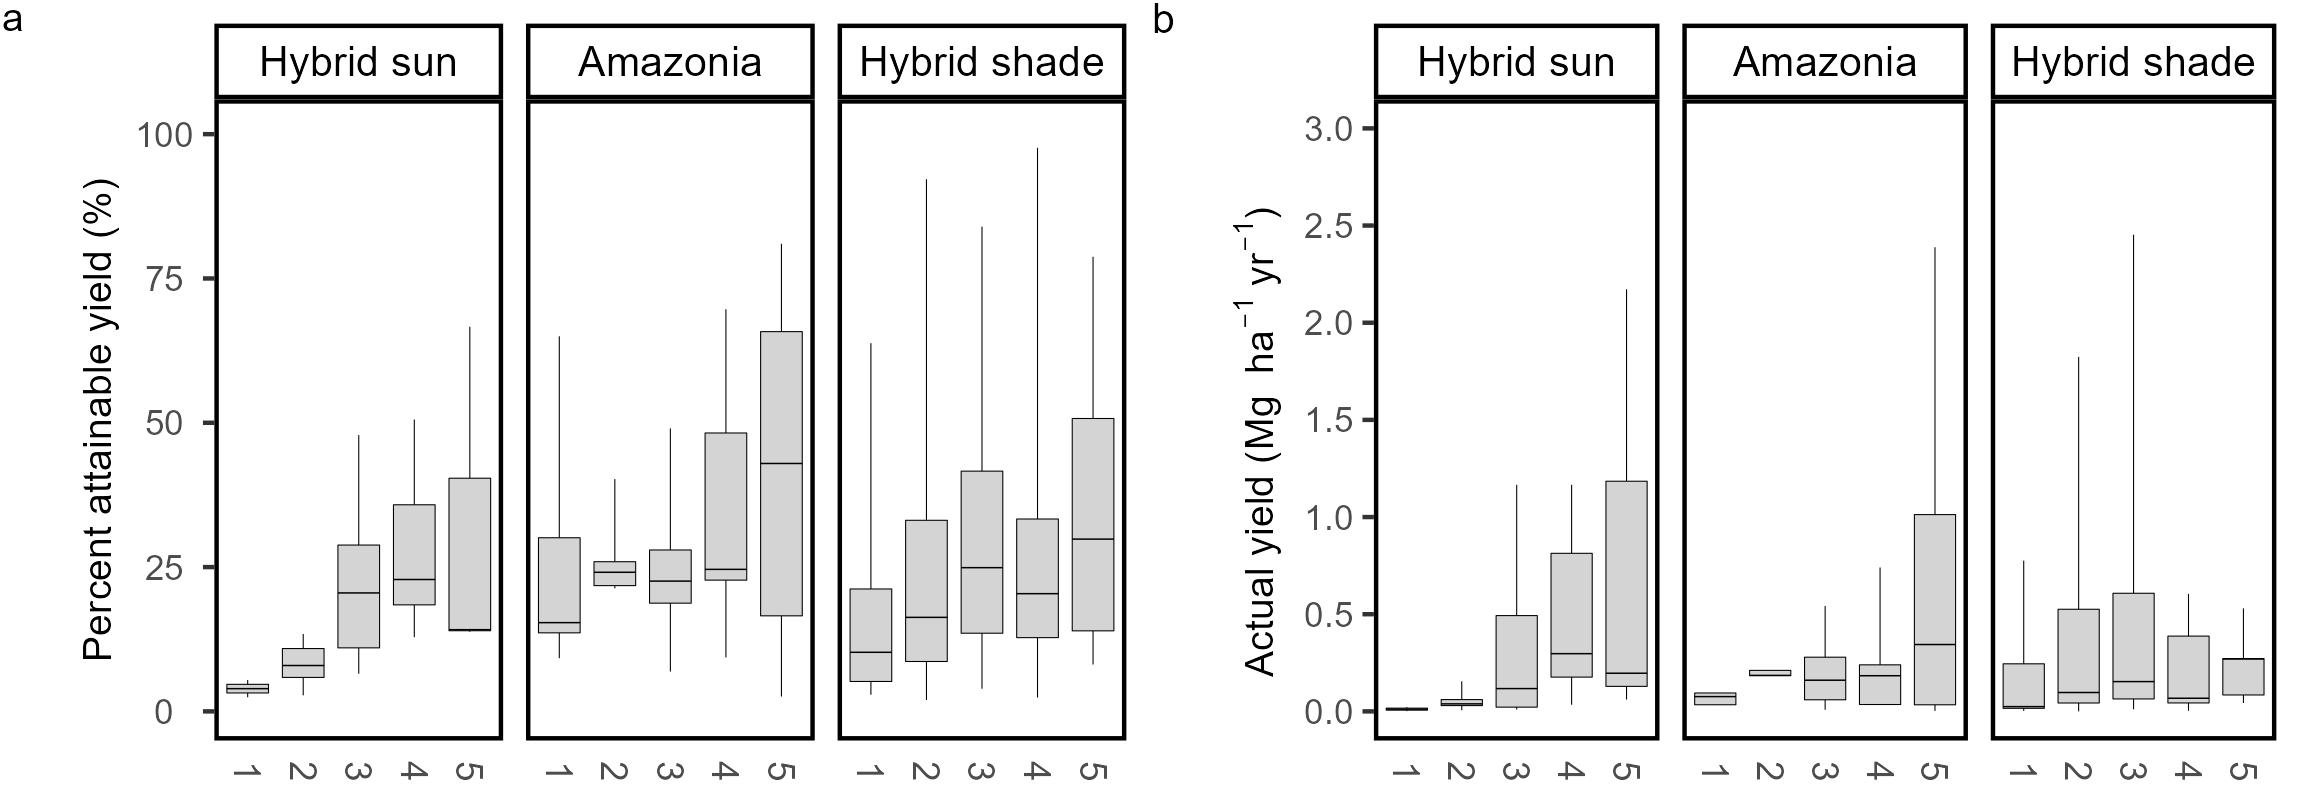 a
Hybrid sun Amazonia Hybrid shade
Percent attainable yield (%)
100
75
50
25
0
1 2 3 4 5 1 2 3 4 5 1 2 3 4 5
b
Hybrid sun Amazonia Hybrid shade
Actual yield (Mg ha⁻¹ yr⁻¹)
3.0
2.5
2.0
1.5
1.0
0.5
0.0
1 2 3 4 5 1 2 3 4 5 1 2 3 4 5